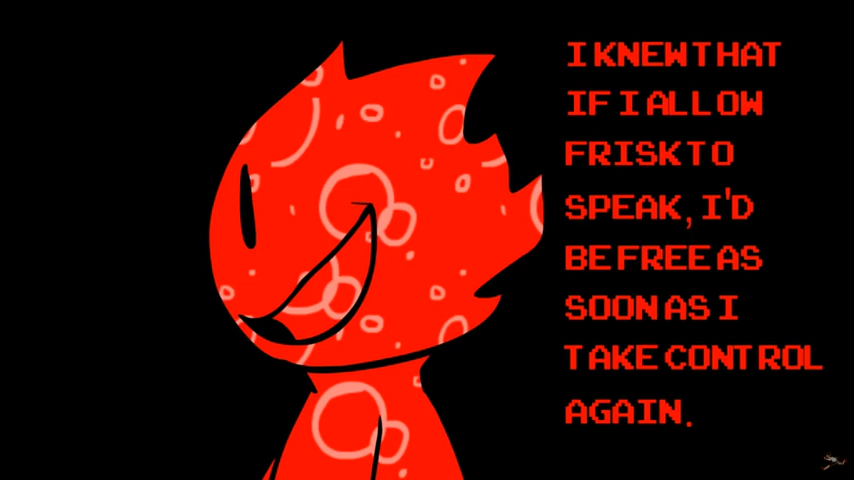 I KNEW THAT
IF I ALLOW
FRISK TO
SPEAK, I'D
BE FREE AS
SOON AS I
TAKE CONTROL
AGAIN.